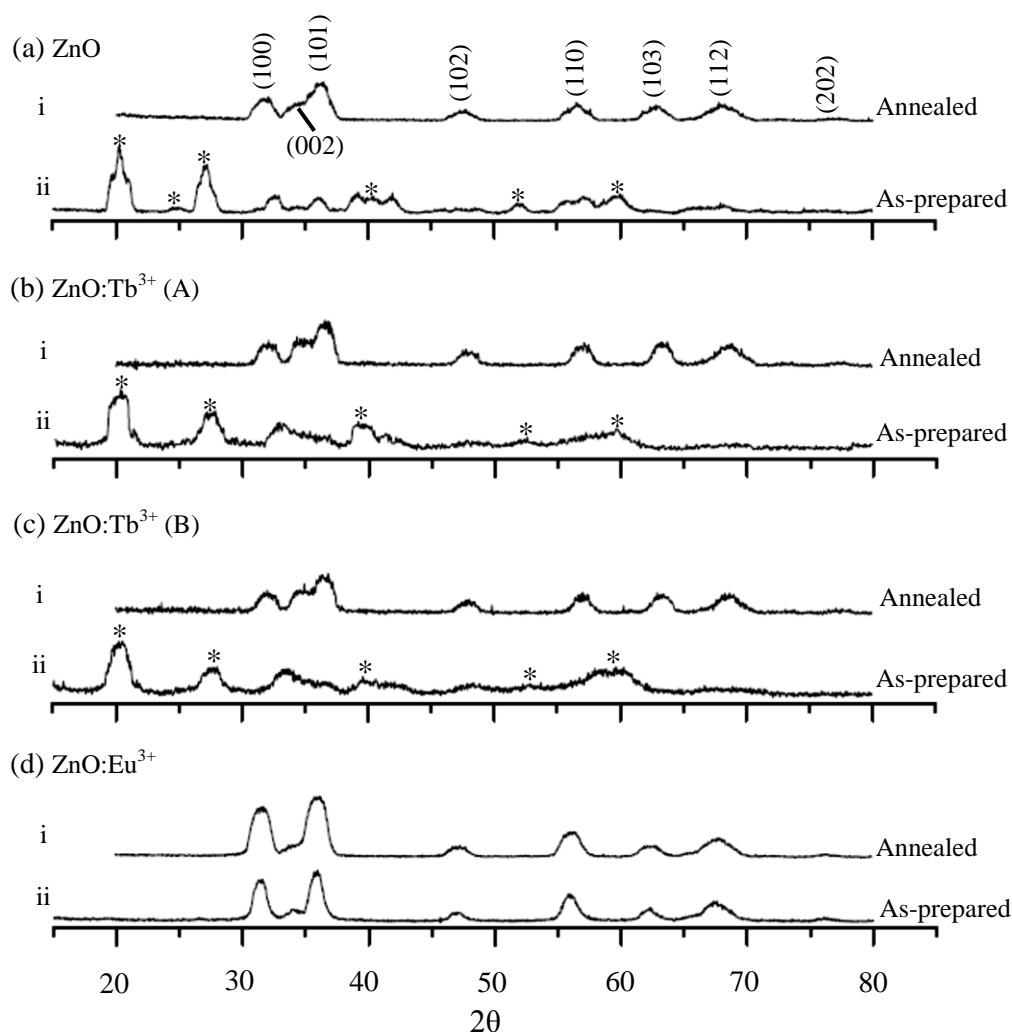 (a) ZnO
(100)
(101)
(102)
(110)
(103)
(112)
(202)
i
Annealed
(002)
* * * * * *
ii
As-prepared
(b) ZnO:Tb³⁺ (A)
i
Annealed
* * * * *
ii
As-prepared
(c) ZnO:Tb³⁺ (B)
i
Annealed
* * * * *
ii
As-prepared
(d) ZnO:Eu³⁺
i
Annealed
ii
As-prepared
20 30 40 50 60 70 80
2θ